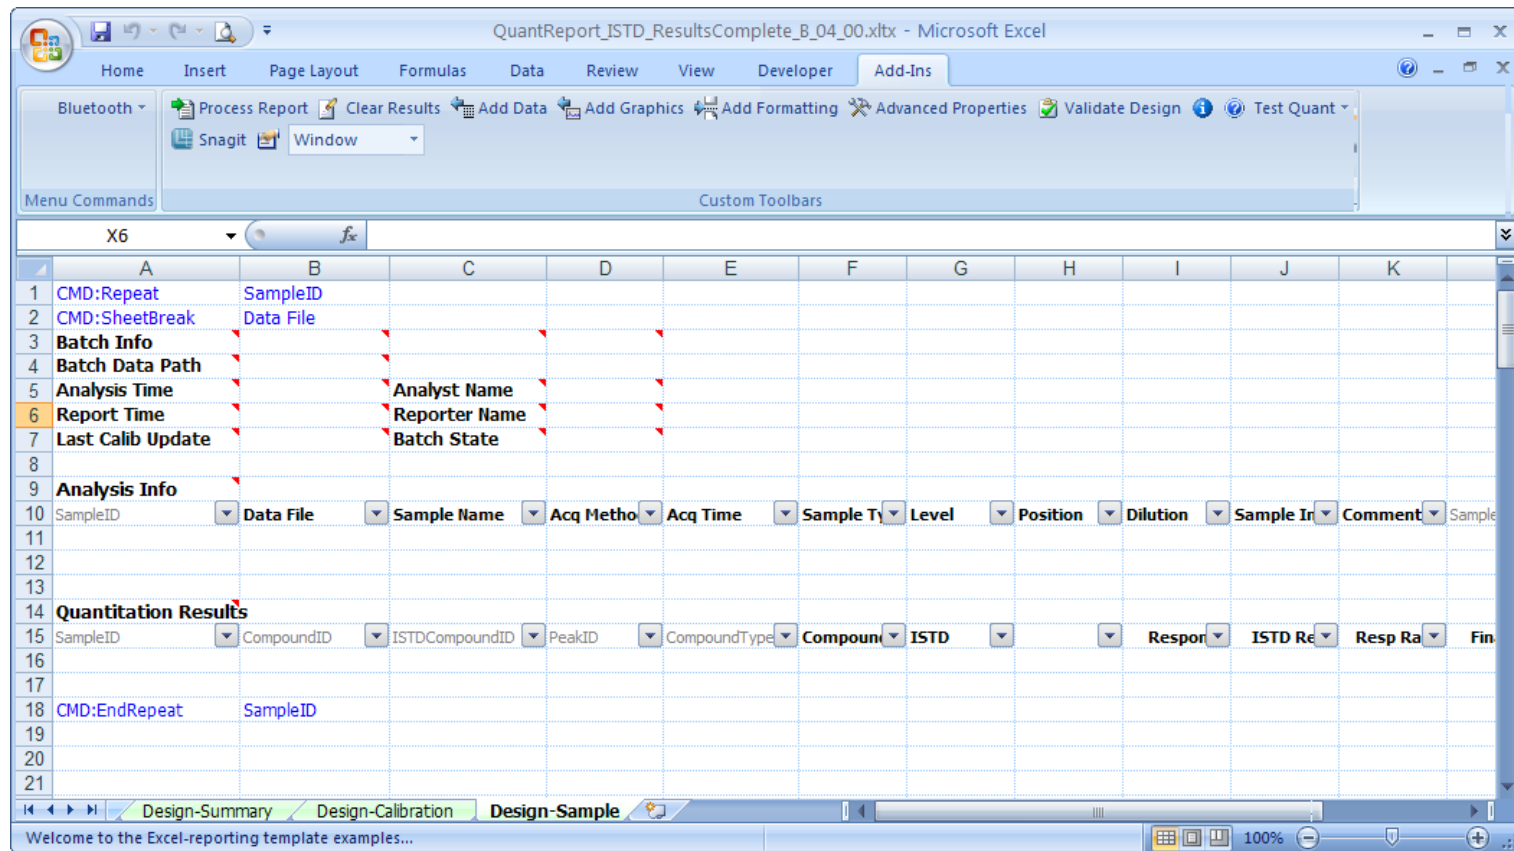 QuantReport_ISTD_ResultsComplete_B_04_00.xltx - Microsoft Excel
Home Insert Page Layout Formulas Data Review View Developer Add-Ins
Bluetooth Process Report Clear Results Add Data Add Graphics Add Formatting Advanced Properties Validate Design Test Quant
Snagit Window
Menu Commands Custom Toolbars
X6 fx
A B C D E F G H I J K
1 CMD:Repeat SampleID
2 CMD:SheetBreak Data File
3 Batch Info
4 Batch Data Path
5 Analysis Time Analyst Name
6 Report Time Reporter Name
7 Last Calib Update Batch State
8
9 Analysis Info
10 SampleID Data File Sample Name Acq Metho Acq Time Sample Ty Level Position Dilution Sample In Comment Sample
11
12
13
14 Quantitation Results
15 SampleID CompoundID ISTDCompoundID PeakID CompoundType Compoun ISTD Respon ISTD Re Resp Ra Fin
16
17
18 CMD:EndRepeat SampleID
19
20
21
Design-Summary Design-Calibration Design-Sample
Welcome to the Excel-reporting template examples... 100%